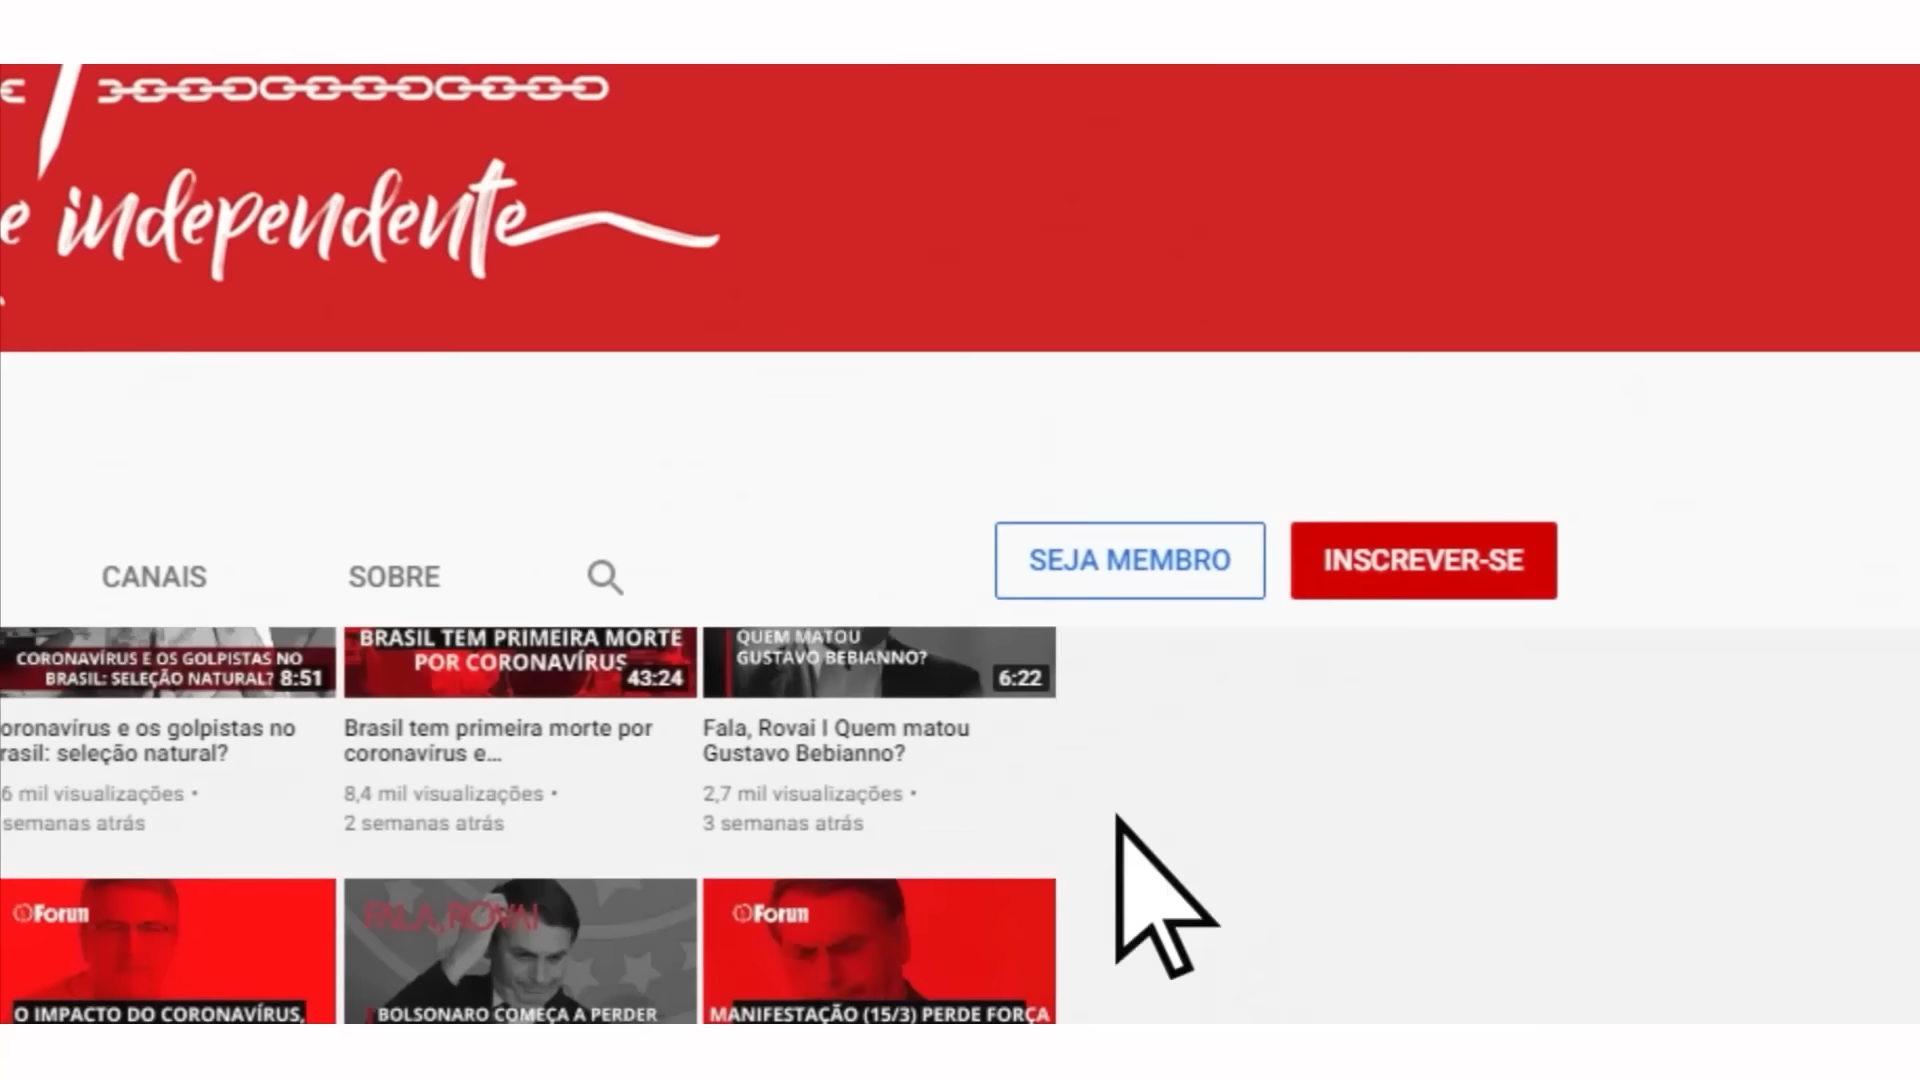 e independente
CANAIS
SOBRE
SEJA MEMBRO
INSCREVER-SE
CORONAVÍRUS E OS GOLPISTAS NO
BRASIL: SELEÇÃO NATURAL?
8:51
BRASIL TEM PRIMEIRA MORTE
POR CORONAVÍRUS
43:24
QUEM MATOU
GUSTAVO BEBIANNO?
6:22
oronavírus e os golpistas no
rasil: seleção natural?
6 mil visualizações •
semanas atrás
Brasil tem primeira morte por
coronavírus e...
8,4 mil visualizações •
2 semanas atrás
Fala, Rovai I Quem matou
Gustavo Bebianno?
2,7 mil visualizações •
3 semanas atrás
Forum
O IMPACTO DO CORONAVÍRUS,
FALA, ROVAI
BOLSONARO COMEÇA A PERDER
Forum
MANIFESTAÇÃO (15/3) PERDE FORÇA